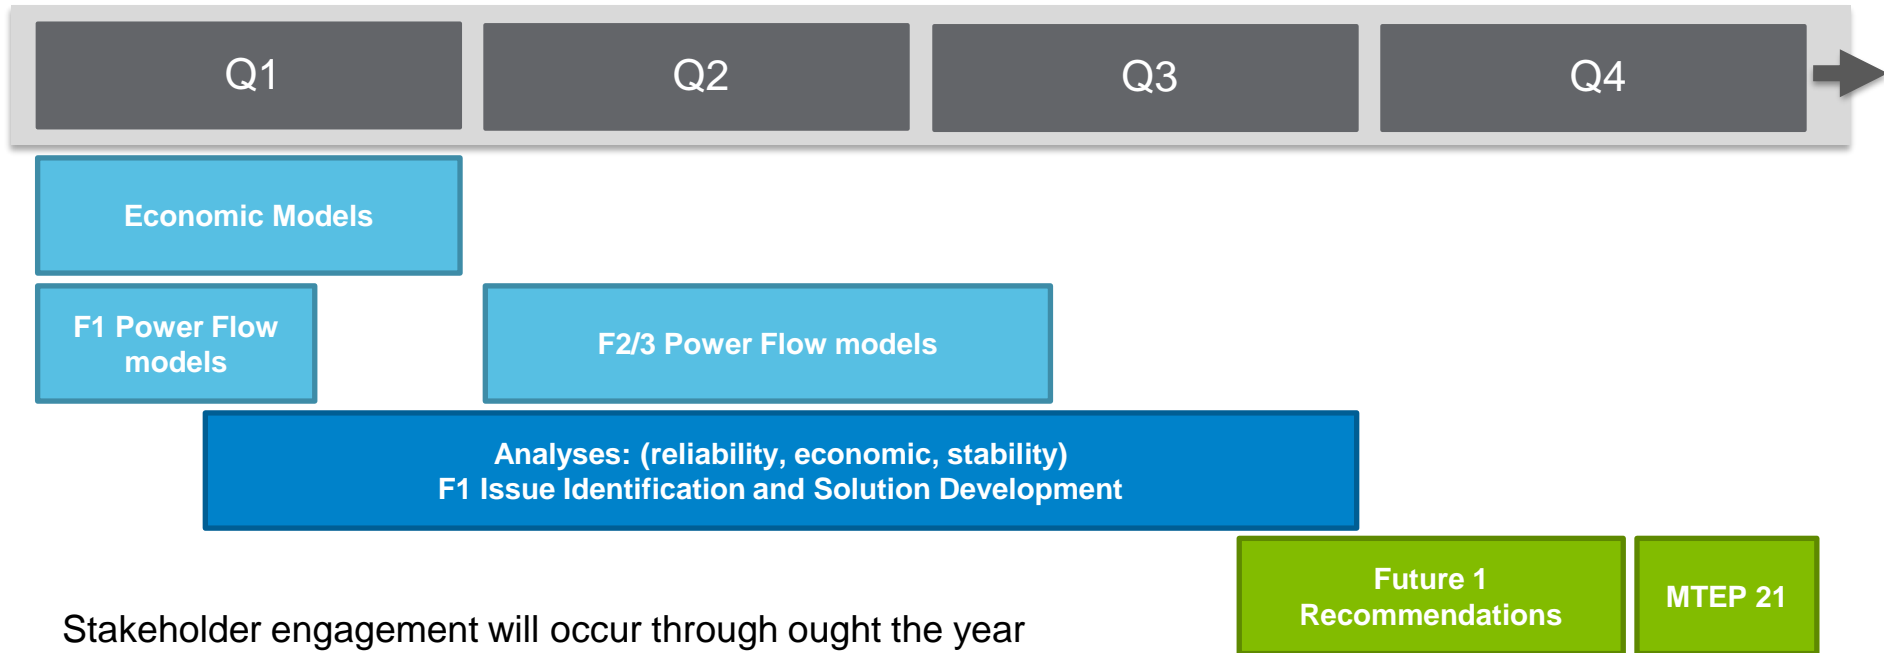 Q1
Q2
Q3
Q4
Economic Models
F1 Power Flow
models
F2/3 Power Flow models
Analyses: (reliability, economic, stability)
F1 Issue Identification and Solution Development
Future 1
Recommendations
MTEP 21
Stakeholder engagement will occur through ought the year